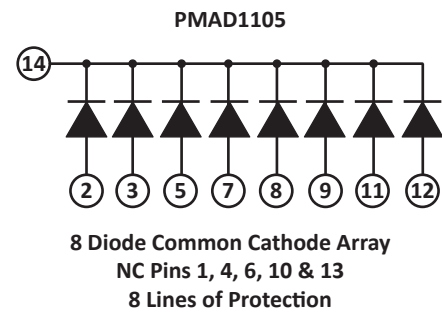 PMAD1105
14
2 3 5 7 8 9 11 12
8 Diode Common Cathode Array
NC Pins 1, 4, 6, 10 & 13
8 Lines of Protection